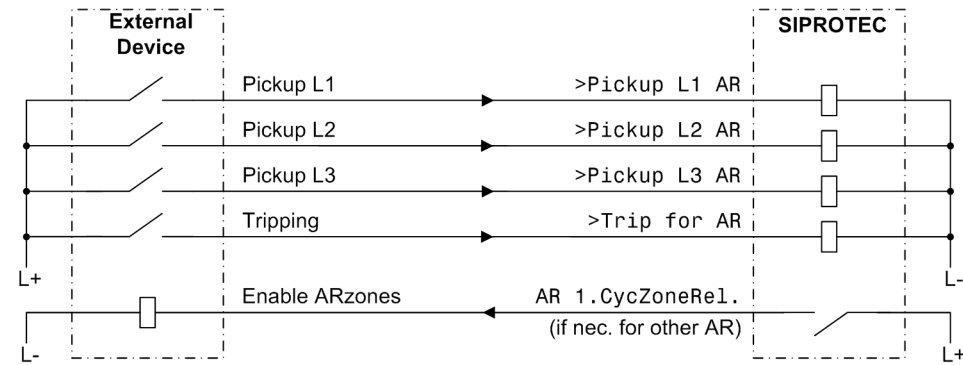 External
Device
SIPROTEC
Pickup L1
>Pickup L1 AR
Pickup L2
>Pickup L2 AR
Pickup L3
>Pickup L3 AR
Tripping
>Trip for AR
L+
L-
Enable ARzones
AR 1.CycZoneRel.
(if nec. for other AR)
L-
L+